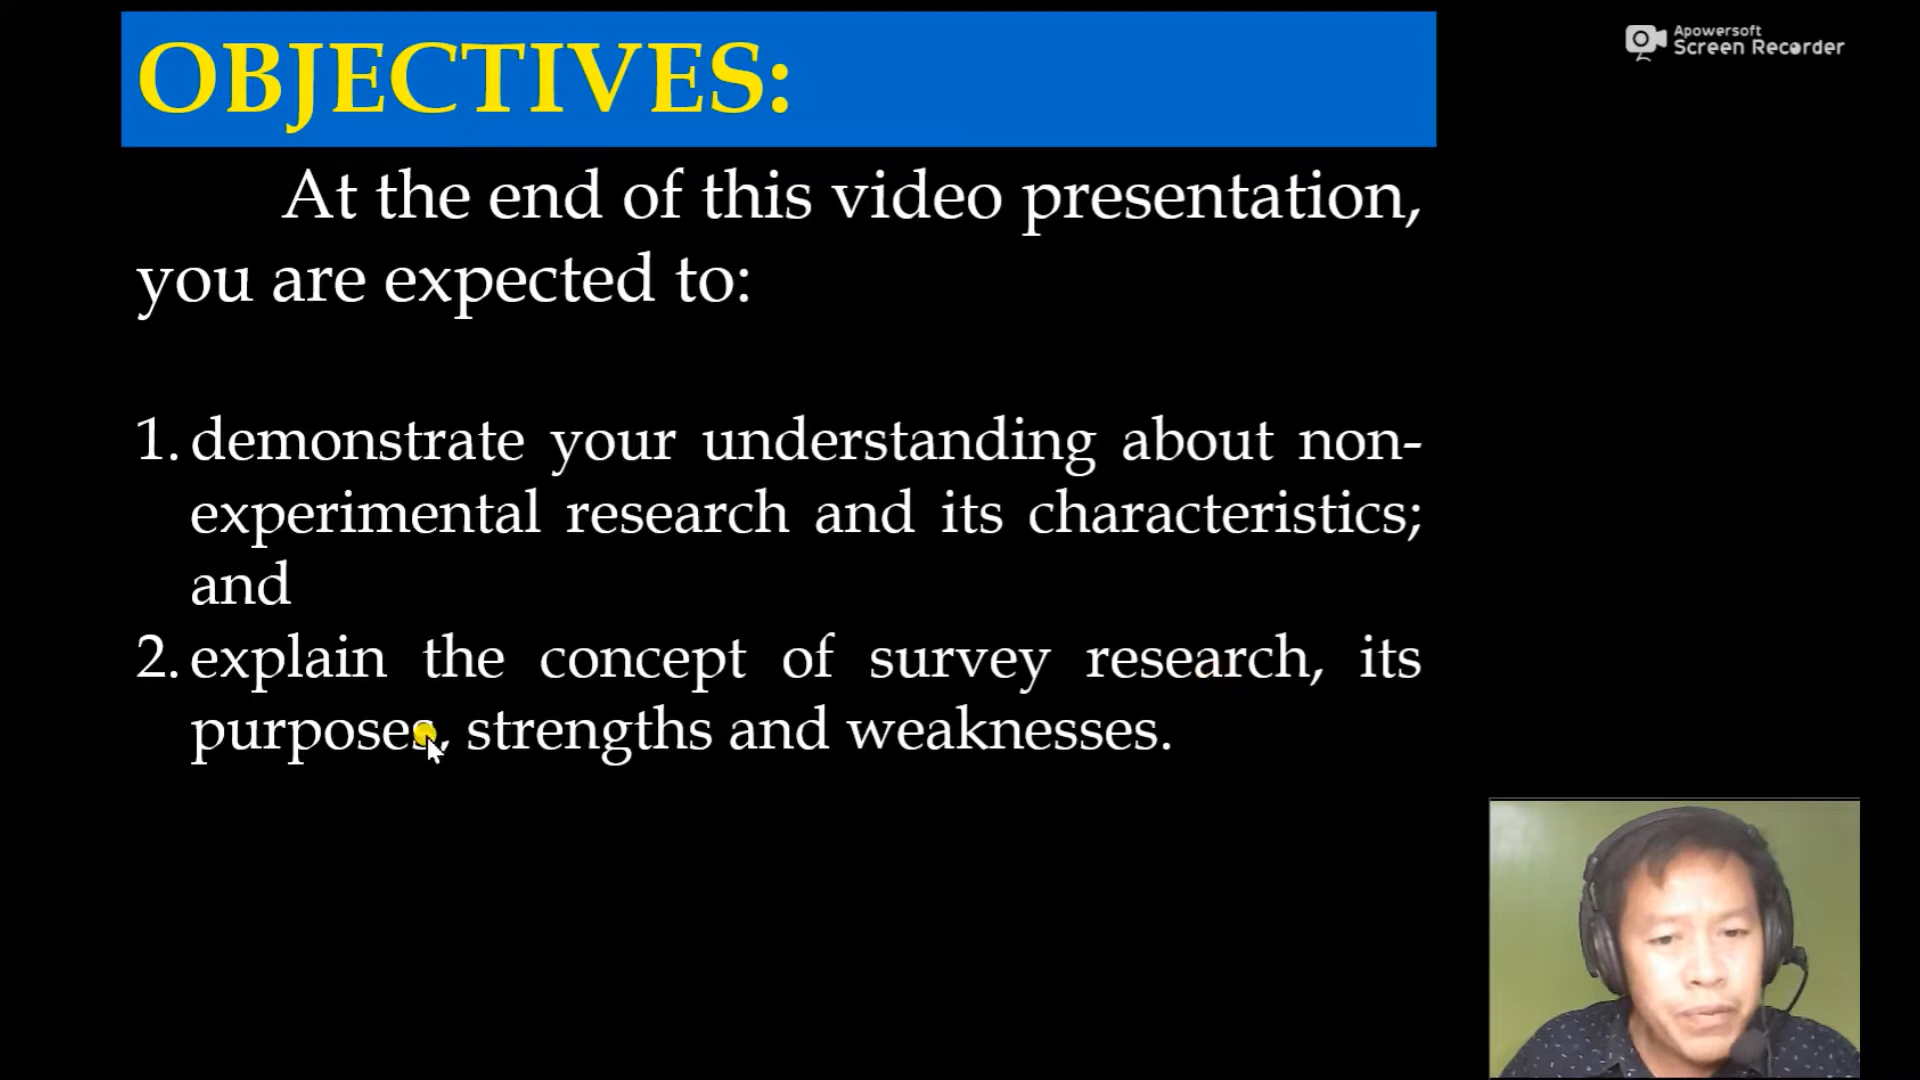 OBJECTIVES:
Apowersoft
Screen Recorder
At the end of this video presentation,
you are expected to:
1. demonstrate your understanding about non-
experimental research and its characteristics;
and
2. explain the concept of survey research, its
purposes, strengths and weaknesses.